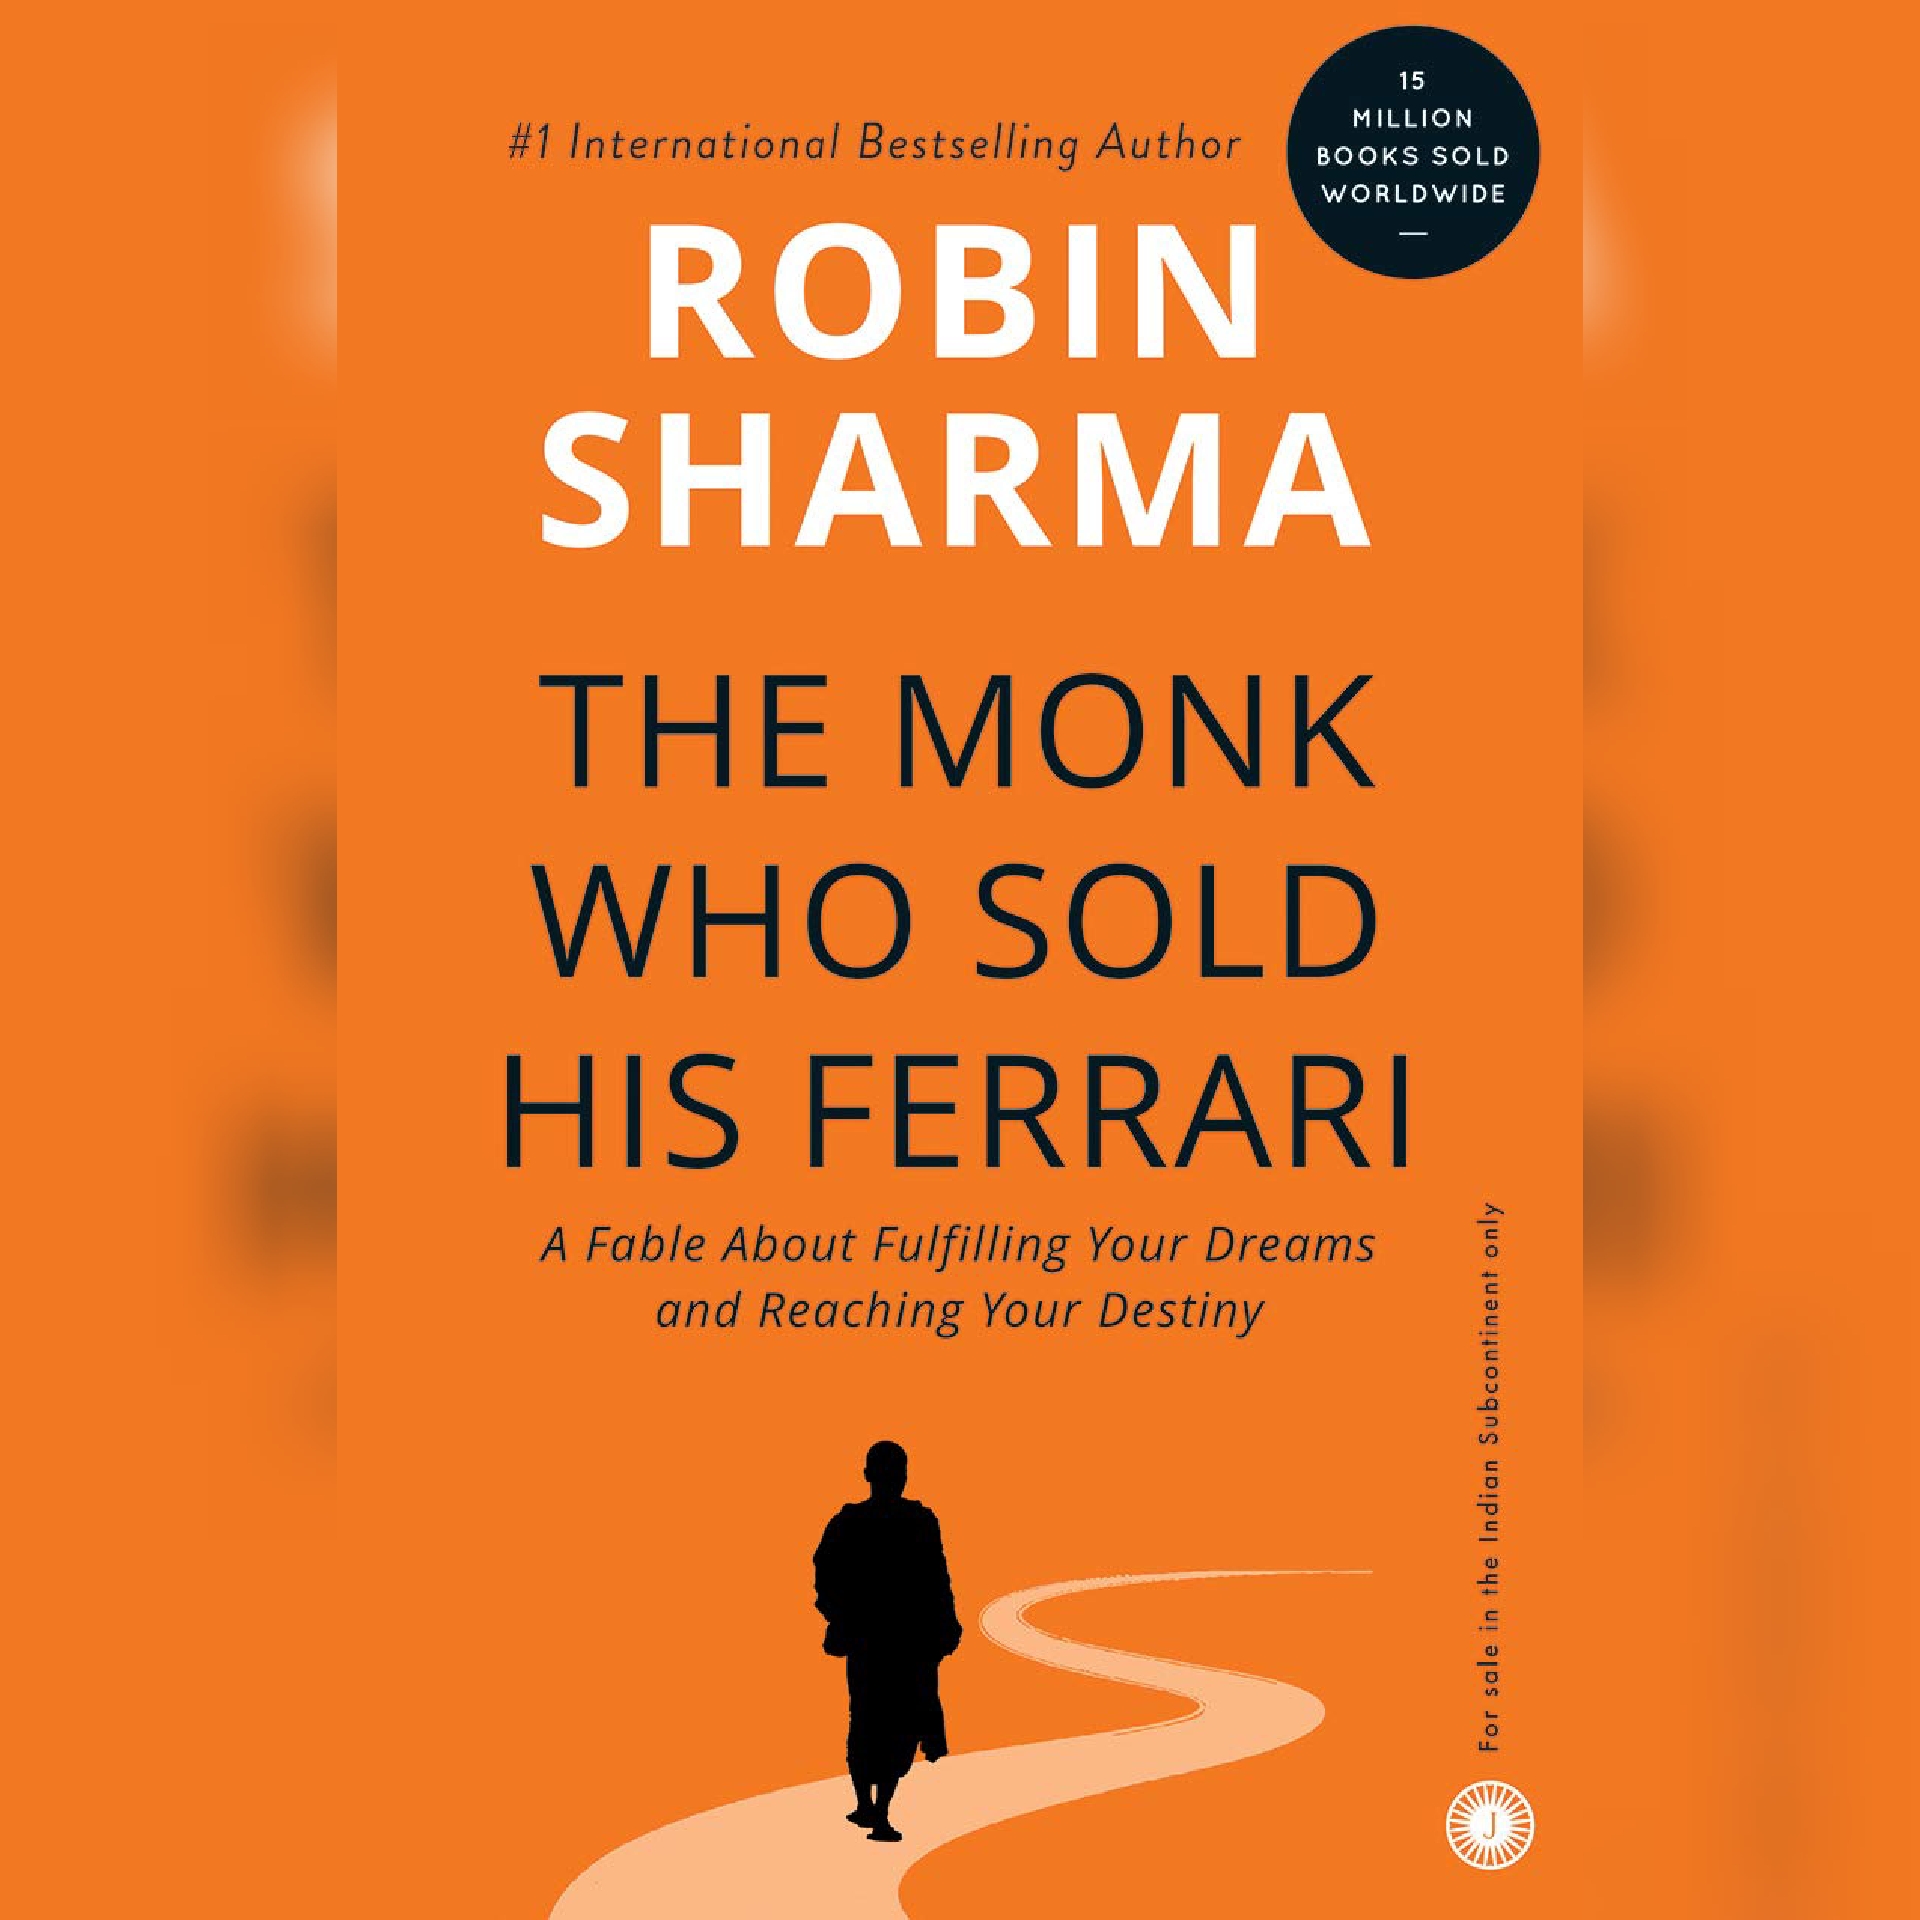 15
MILLION
BOOKS SOLD
WORLDWIDE
#1 International Bestselling Author
ROBIN
SHARMA
THE MONK
WHO SOLD
HIS FERRARI
A Fable About Fulfilling Your Dreams
and Reaching Your Destiny
For sale in the Indian Subcontinent only
J